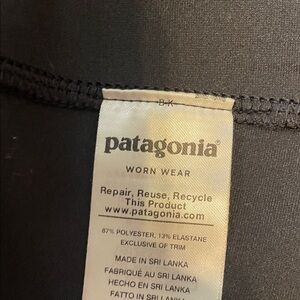 BK
patagonia®
WORN WEAR
Repair, Reuse, Recycle
This Product
www.patagonia.com
87% POLYESTER, 13% ELASTANE
EXCLUSIVE OF TRIM
MADE IN SRI LANKA
FABRIQUÉ AU SRI LANKA
HECHO EN SRI LANKA
FATTO IN SRI LANKA